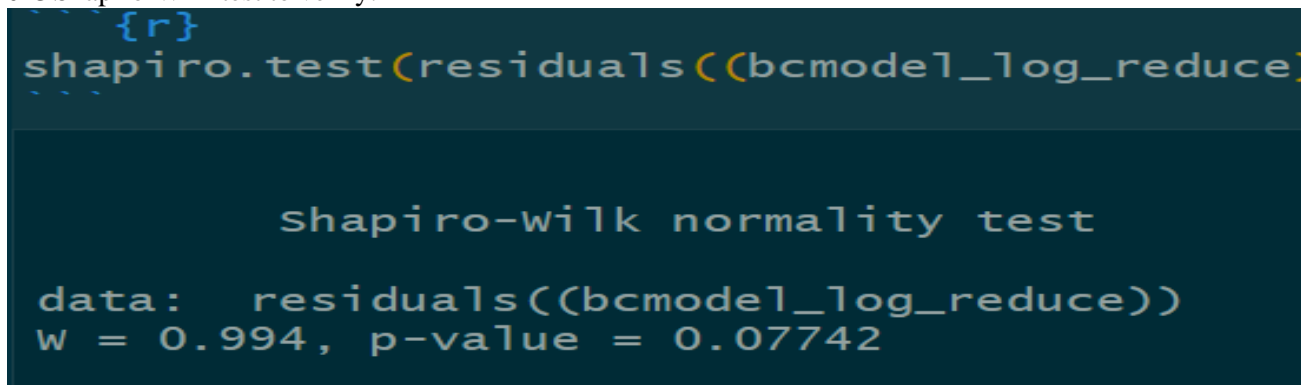 ```{r}
shapiro.test(residuals((bcmodel_log_reduce)
```
Shapiro-Wilk normality test
data: residuals((bcmodel_log_reduce))
W = 0.994, p-value = 0.07742